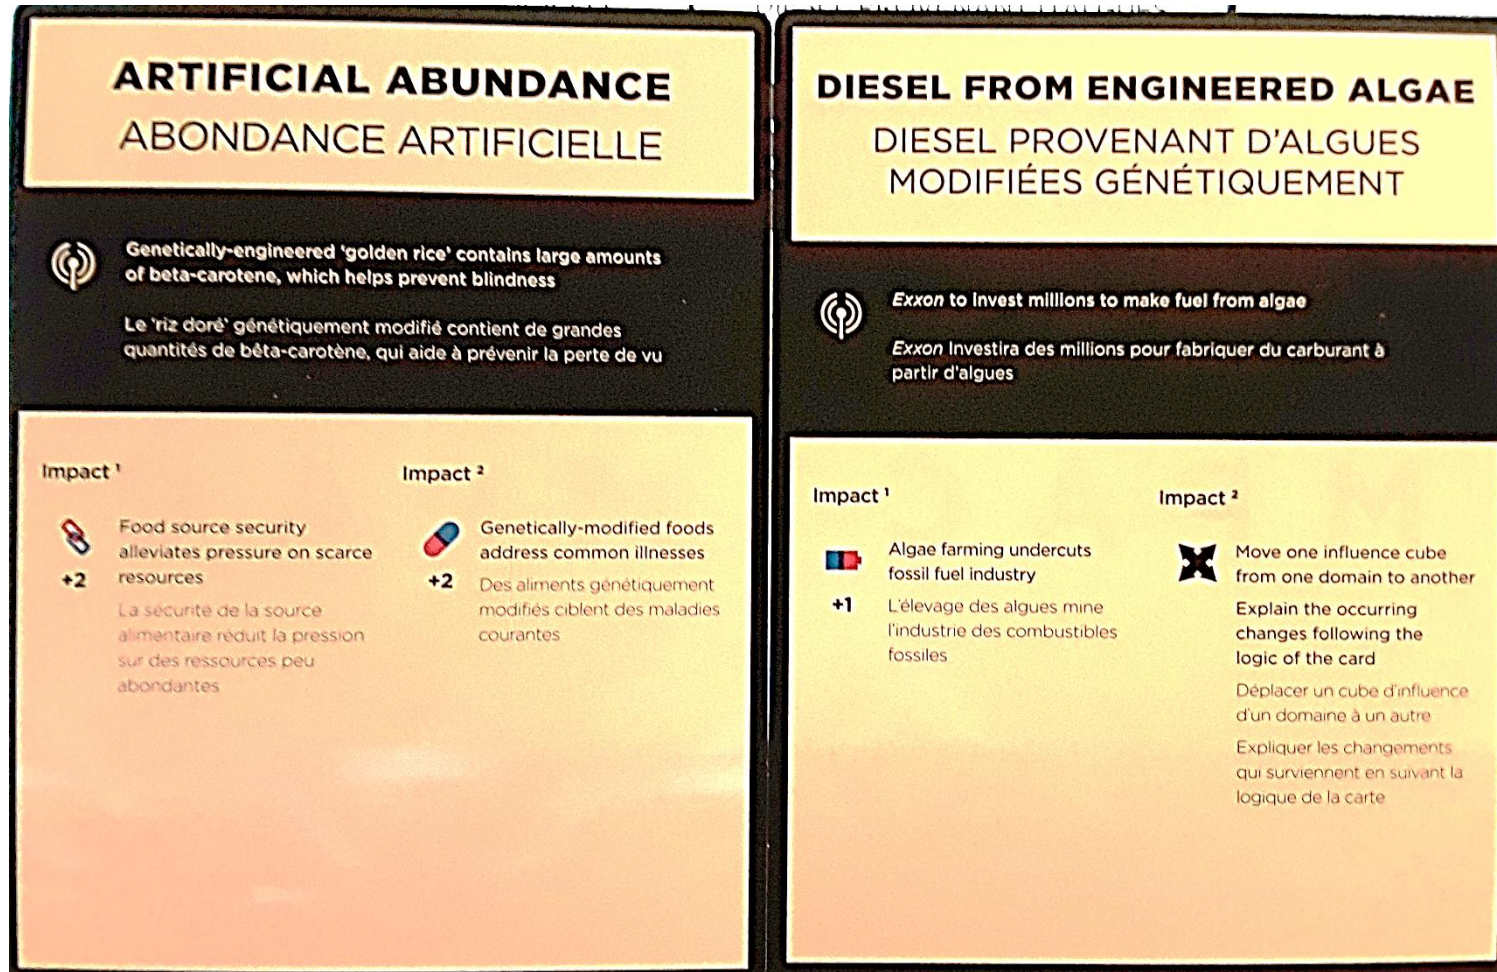 ARTIFICIAL ABUNDANCE
ABONDANCE ARTIFICIELLE
Genetically-engineered 'golden rice' contains large amounts
of beta-carotene, which helps prevent blindness
Le 'riz doré' génétiquement modifié contient de grandes
quantités de bêta-carotène, qui aide à prévenir la perte de vu
Impact ¹
+2
Food source security
alleviates pressure on scarce
resources
La sécurité de la source
alimentaire réduit la pression
sur des ressources peu
abondantes
Impact ²
+2
Genetically-modified foods
address common illnesses
Des aliments génétiquement
modifiés ciblent des maladies
courantes
DIESEL FROM ENGINEERED ALGAE
DIESEL PROVENANT D'ALGUES
MODIFIÉES GÉNÉTIQUEMENT
Exxon to invest millions to make fuel from algae
Exxon investira des millions pour fabriquer du carburant à
partir d'algues
Impact ¹
+1
Algae farming undercuts
fossil fuel industry
L'élevage des algues mine
l'industrie des combustibles
fossiles
Impact ²
Move one influence cube
from one domain to another
Explain the occurring
changes following the
logic of the card
Déplacer un cube d'influence
d'un domaine à un autre
Expliquer les changements
qui surviennent en suivant la
logique de la carte